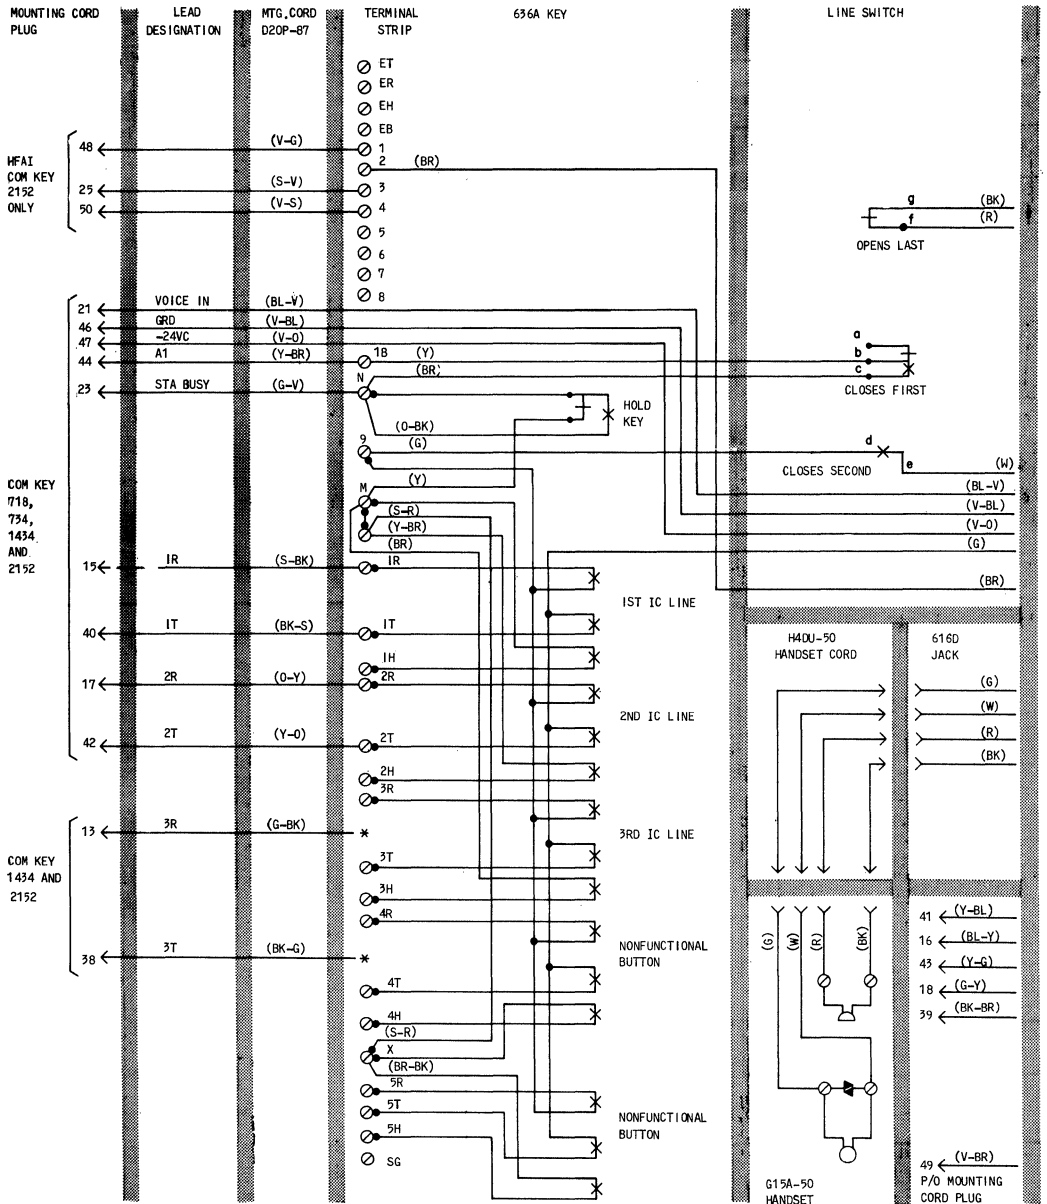 MOUNTING CORD PLUG
LEAD DESIGNATION
MTG.CORD D20P-87
TERMINAL STRIP
636A KEY
LINE SWITCH
ET
ER
EH
EB
48 (V-G) 1
2 (BR)
HFAI COM KEY 2152 ONLY
25 (S-V) 3
50 (V-S) 4
5
6
7
8
g (BK)
f (R)
OPENS LAST
21 VOICE IN (BL-V)
46 GRD (V-BL)
47 -24VC (V-O)
44 A1 (Y-BR) 1B (Y)
(BR)
23 STA BUSY (G-V) N
a
b
c
CLOSES FIRST
HOLD KEY
(O-BK)
9 (G)
d
e (W)
CLOSES SECOND
(BL-V)
(V-BL)
(V-O)
(G)
(BR)
COM KEY 718, 734, 1434 AND 2152
M (Y)
(S-R)
(Y-BR)
(BR)
15 1R (S-BK) 1R
1ST IC LINE
40 1T (BK-S) 1T
1H
17 2R (O-Y) 2R
2ND IC LINE
42 2T (Y-O) 2T
2H
3R
COM KEY 1434 AND 2152
13 3R (G-BK) *
3RD IC LINE
3T
3H
4R
38 3T (BK-G) *
NONFUNCTIONAL BUTTON
4T
4H
(S-R)
X
(BR-BK)
5R
5T
5H
SG
NONFUNCTIONAL BUTTON
H4DU-50 HANDSET CORD
616D JACK
(G)
(W)
(R)
(BK)
(G)
(W)
(R)
(BK)
41 (Y-BL)
16 (BL-Y)
43 (Y-G)
18 (G-Y)
39 (BK-BR)
49 (V-BR)
P/O MOUNTING CORD PLUG
G15A-50 HANDSET